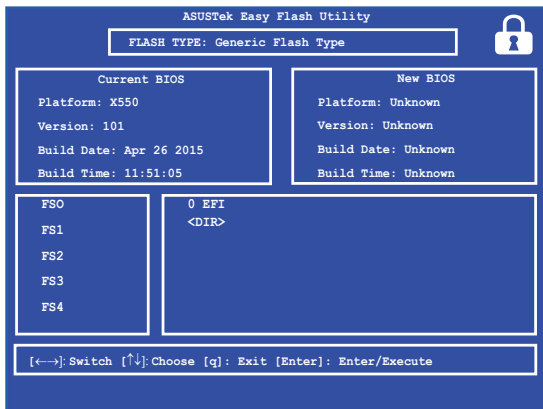 ASUSTek Easy Flash Utility
FLASH TYPE: Generic Flash Type
Current BIOS
Platform: X550
Version: 101
Build Date: Apr 26 2015
Build Time: 11:51:05
New BIOS
Platform: Unknown
Version: Unknown
Build Date: Unknown
Build Time: Unknown
FSO
FS1
FS2
FS3
FS4
0 EFI
<DIR>
[←→]: Switch [↑↓]: Choose [q]: Exit [Enter]: Enter/Execute